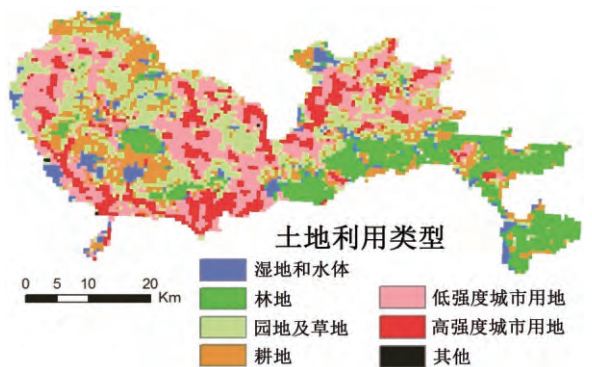 土地利用类型
湿地和水体
林地
园地及草地
耕地
低强度城市用地
高强度城市用地
其他
0 5 10 20
Km